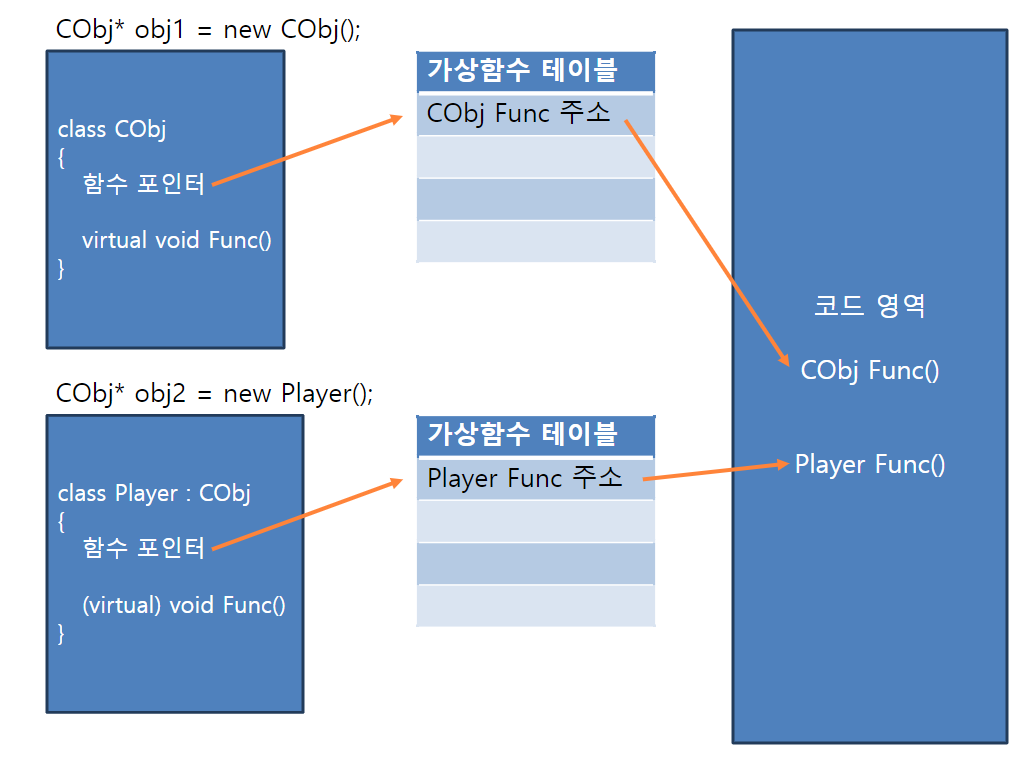 CObj* obj1 = new CObj();
class CObj
{
함수 포인터
virtual void Func()
}
가상함수 테이블
CObj Func 주소
CObj* obj2 = new Player();
class Player : CObj
{
함수 포인터
(virtual) void Func()
}
가상함수 테이블
Player Func 주소
코드 영역
CObj Func()
Player Func()